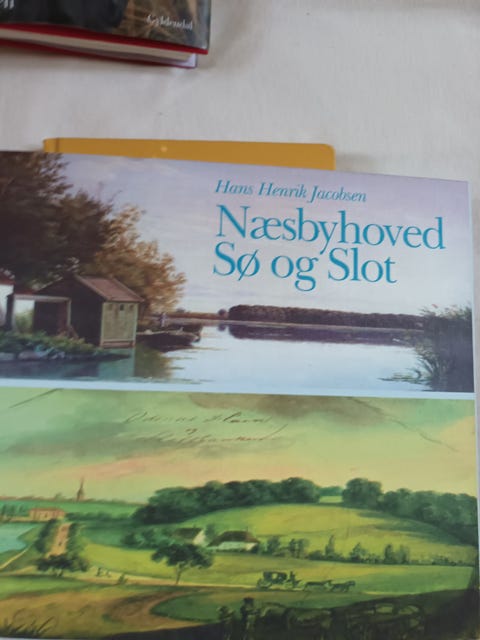 Gyldendal
Hans Henrik Jacobsen
Næsbyhoved
Sø og Slot